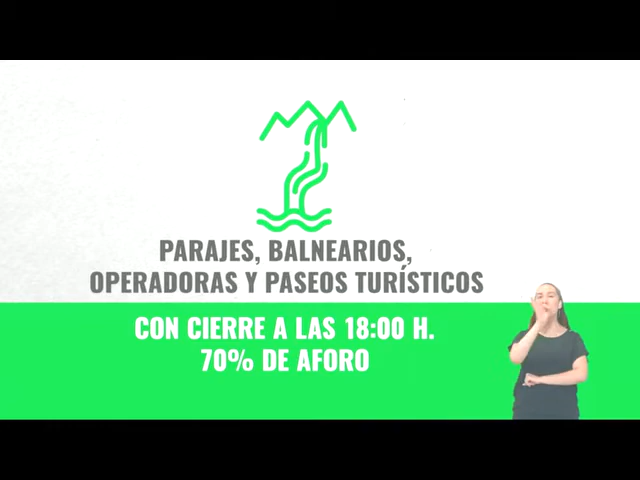 PARAJES, BALNEARIOS,
OPERADORAS Y PASEOS TURÍSTICOS
CON CIERRE A LAS 18:00 H.
70% DE AFORO